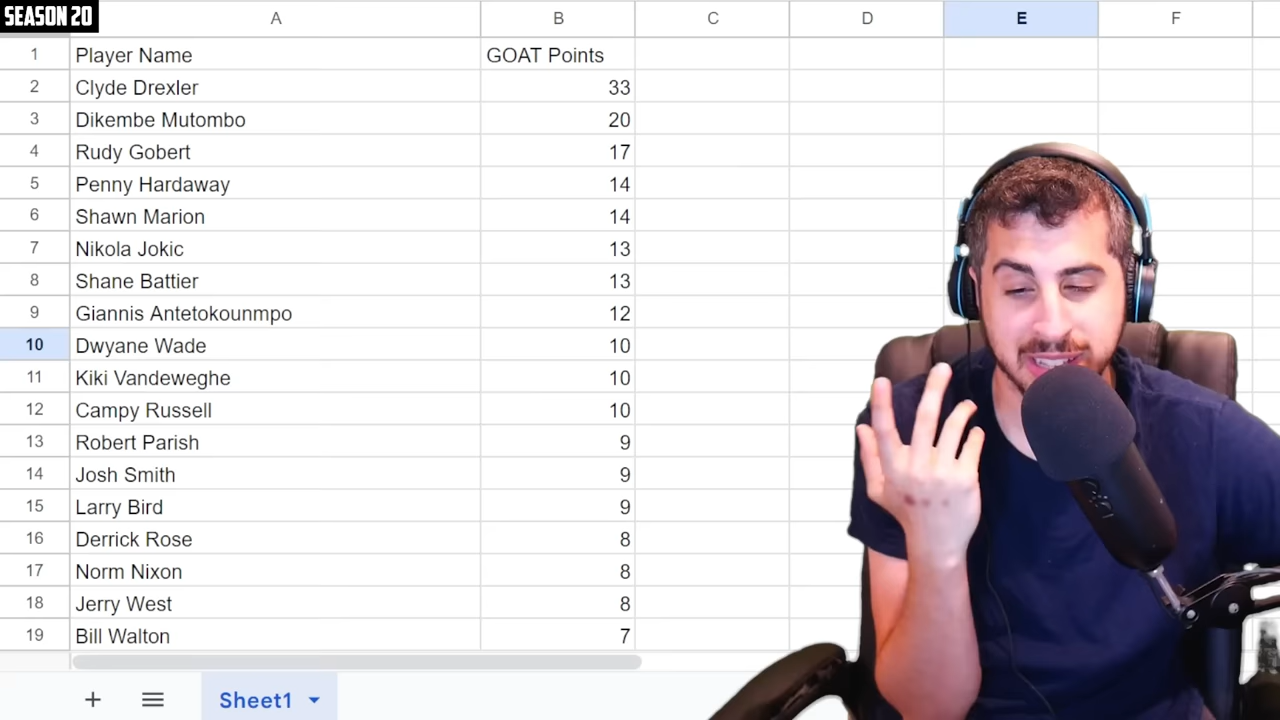 SEASON 20
A B C D E F
1 Player Name GOAT Points
2 Clyde Drexler 33
3 Dikembe Mutombo 20
4 Rudy Gobert 17
5 Penny Hardaway 14
6 Shawn Marion 14
7 Nikola Jokic 13
8 Shane Battier 13
9 Giannis Antetokounmpo 12
10 Dwyane Wade 10
11 Kiki Vandeweghe 10
12 Campy Russell 10
13 Robert Parish 9
14 Josh Smith 9
15 Larry Bird 9
16 Derrick Rose 8
17 Norm Nixon 8
18 Jerry West 8
19 Bill Walton 7
Sheet1